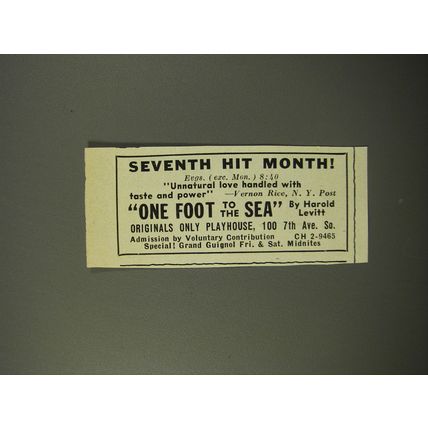 SEVENTH HIT MONTH!
Evgs. (exc. Mon.) 8:40
"Unnatural love handled with
taste and power" —Vernon Rice, N. Y. Post
"ONE FOOT TO THE SEA" By Harold Levitt
ORIGINALS ONLY PLAYHOUSE, 100 7th Ave. So.
Admission by Voluntary Contribution CH 2-9465
Special! Grand Guignol Fri. & Sat. Midnites